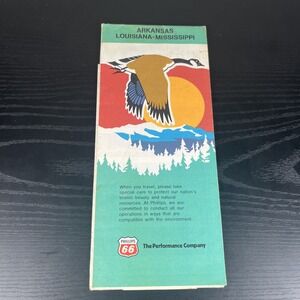 ARKANSAS
LOUISIANA-MISSISSIPPI
When you travel, please take
special care to protect our nation's
scenic beauty and natural
resources. At Phillips, we are
committed to conduct all our
operations in ways that are
compatible with the environment.
PHILLIPS
66
The Performance Company